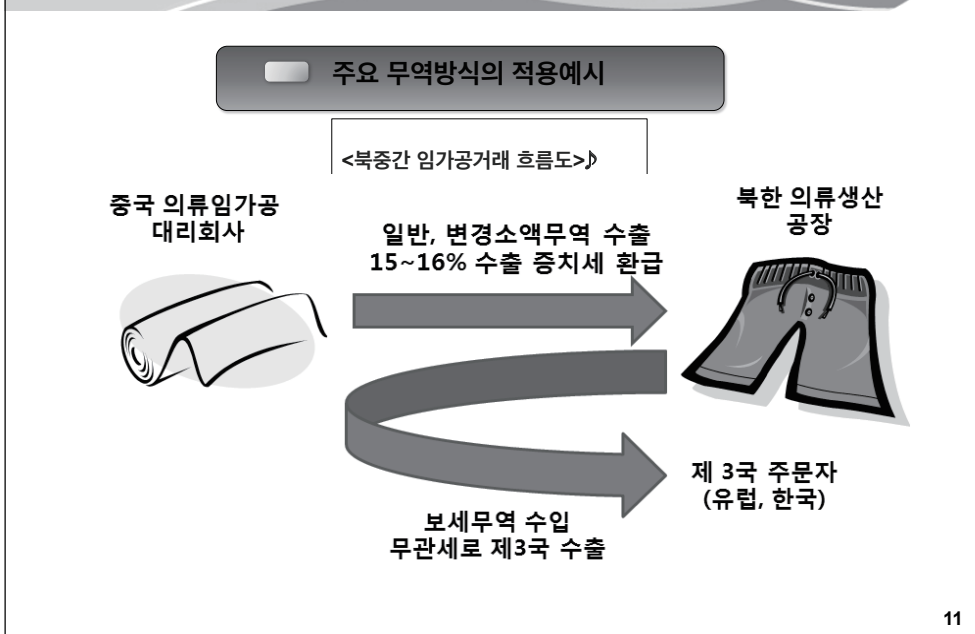 주요 무역방식의 적용예시
<북중간 임가공거래 흐름도>♪
중국 의류임가공
대리회사
북한 의류생산
공장
일반, 변경소액무역 수출
15~16% 수출 증치세 환급
제 3국 주문자
(유럽, 한국)
보세무역 수입
무관세로 제3국 수출
11